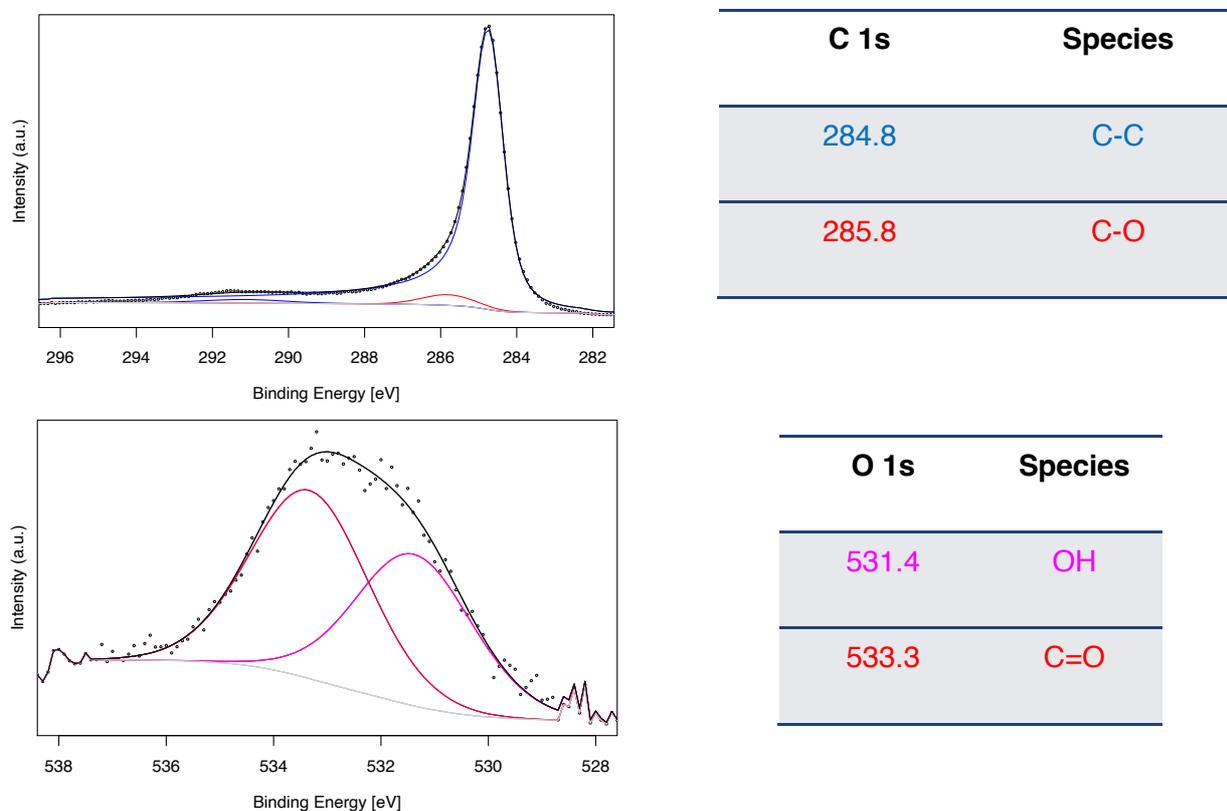 Intensity (a.u.)
296 294 292 290 288 286 284 282
Binding Energy [eV]
C 1s Species
284.8 C-C
285.8 C-O
Intensity (a.u.)
538 536 534 532 530 528
Binding Energy [eV]
O 1s Species
531.4 OH
533.3 C=O